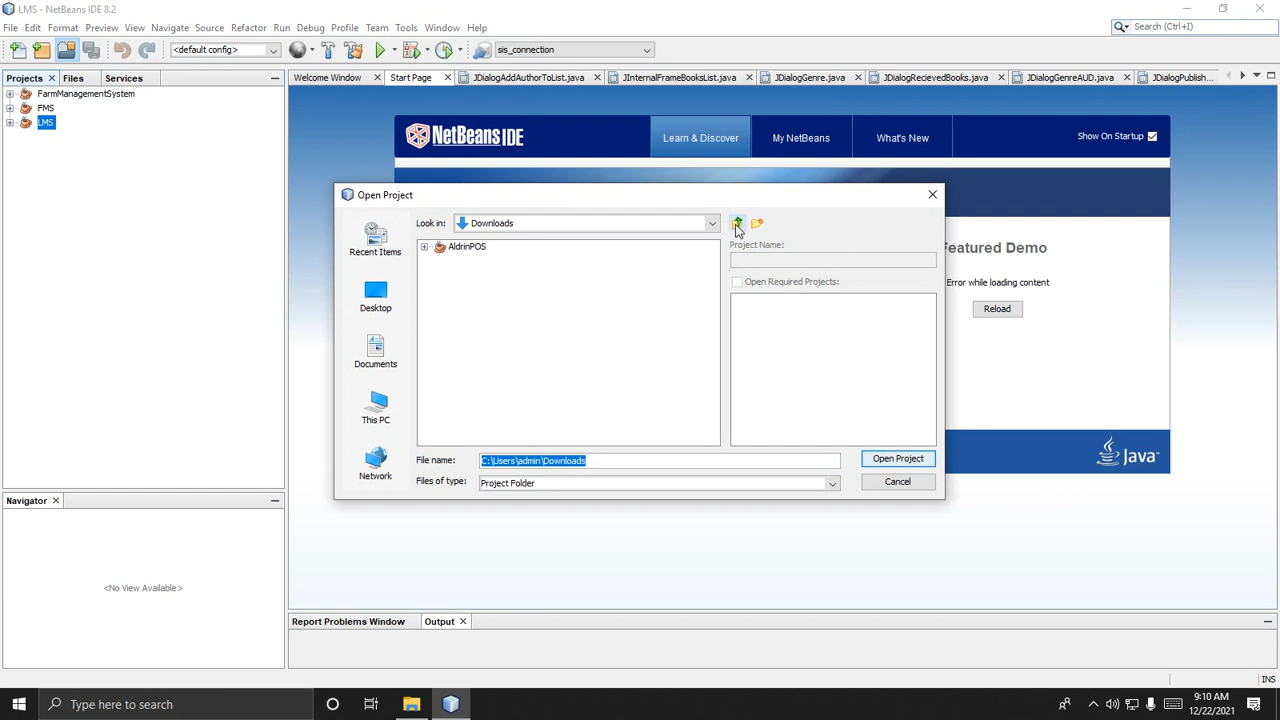 LMS - NetBeans IDE 8.2
File Edit Format Preview View Navigate Source Refactor Run Debug Profile Team Tools Window Help
Search (Ctrl+I)
<default config>
sis_connection
Projects Files Services
Welcome Window Start Page JDialogAddAuthorToList.java JInternalFrameBooksList.java JDialogGenre.java JDialogRecievedBooks.java JDialogGenreAUD.java JDialogPublish...
FarmManagementSystem
FMS
LMS
NetBeans IDE
Learn & Discover
My NetBeans
What's New
Show On Startup
Open Project
Look in:
Downloads
Recent Items
Desktop
Documents
This PC
Network
AldrinPOS
Project Name:
Open Required Projects:
File name:
C:\Users\admin\Downloads
Files of type:
Project Folder
Open Project
Cancel
Featured Demo
Error while loading content
Reload
Java™
Navigator
<No View Available>
Report Problems Window
Output
INS
Type here to search
9:10 AM
12/22/2021